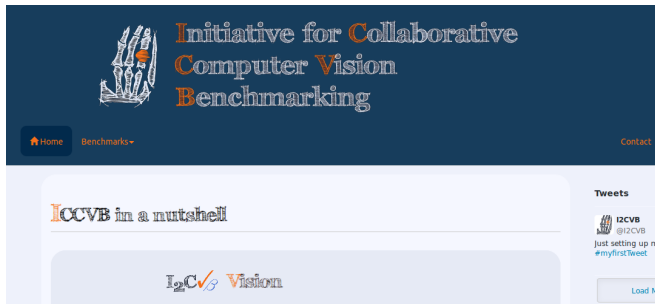 Initiative for Collaborative
Computer Vision
Benchmarking
Home Benchmarks Contact
ICCVB in a nutshell
I2C Vision
Tweets
I2CVB
@I2CVB
Just setting up
#myfirstTweet
Load